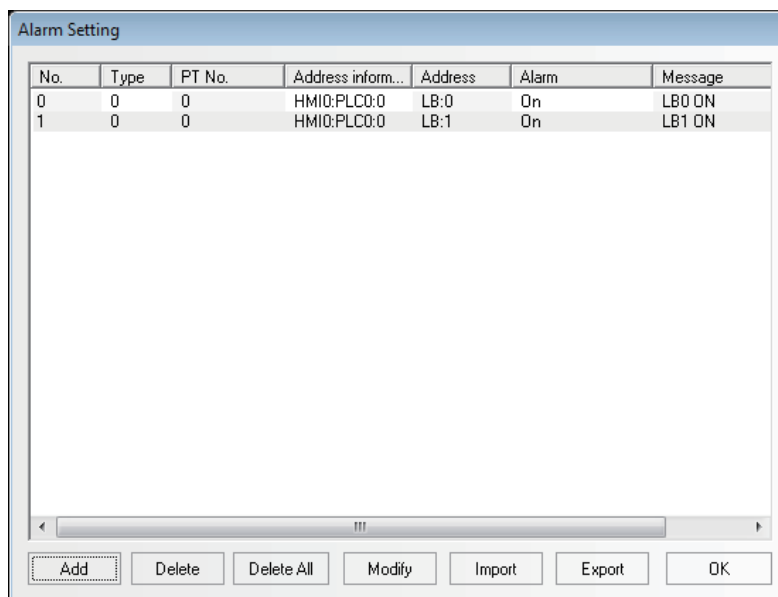 Alarm Setting
No. Type PT No. Address inform... Address Alarm Message
0 0 0 HMI0:PLC0:0 LB:0 On LB0 ON
1 0 0 HMI0:PLC0:0 LB:1 On LB1 ON
Add Delete Delete All Modify Import Export OK